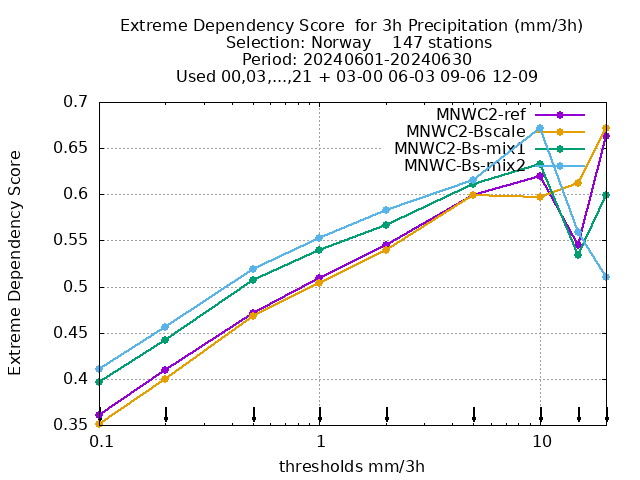 Extreme Dependency Score  for 3h Precipitation (mm/3h)
Selection: Norway    147 stations
Period: 20240601-20240630
Used 00,03,...,21 + 03-00 06-03 09-06 12-09
0.7
0.65
0.6
0.55
0.5
0.45
0.4
0.35
Extreme Dependency Score
MNWC2-ref
MNWC2-Bscale
MNWC2-Bs-mix1
MNWC-Bs-mix2
0.1
1
10
thresholds mm/3h